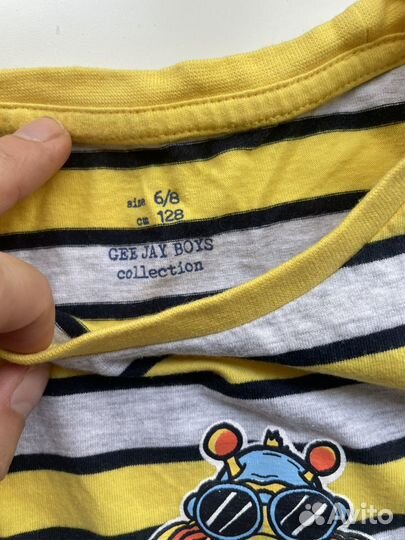 size 6/8
cm 128
GEE JAY BOYS
collection
Avito